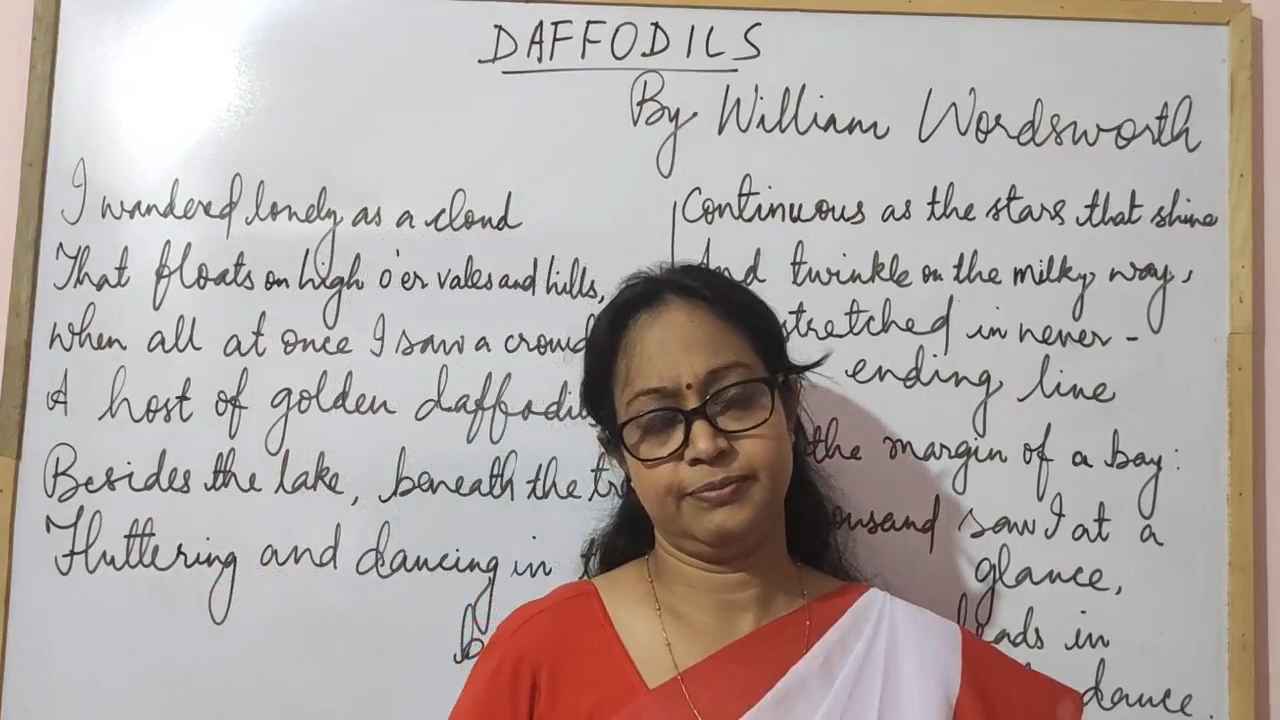 DAFFODILS
By William Wordsworth
I wandered lonely as a cloud
That floats on high o'er vales and hills,
When all at once I saw a crowd
A host of golden
Besides the lake, beneath the
Fluttering and dancing in
Continuous as the stars that shine
And twinkle on the milky way,
stretched in never-
ending line
the margin of a bay:
saw I at a
glance,
in
dance.